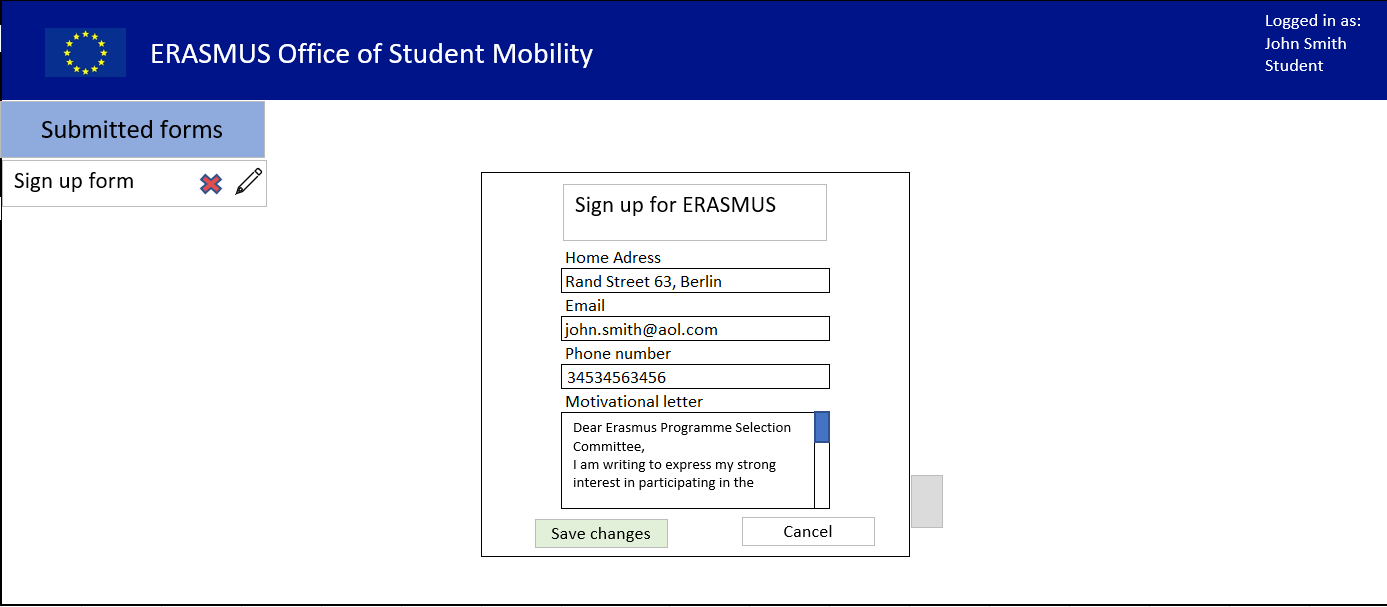 ERASMUS Office of Student Mobility
Logged in as:
John Smith
Student
Submitted forms
Sign up form
Sign up for ERASMUS
Home Adress
Rand Street 63, Berlin
Email
john.smith@aol.com
Phone number
34534563456
Motivational letter
Dear Erasmus Programme Selection
Committee,
I am writing to express my strong
interest in participating in the
Save changes
Cancel